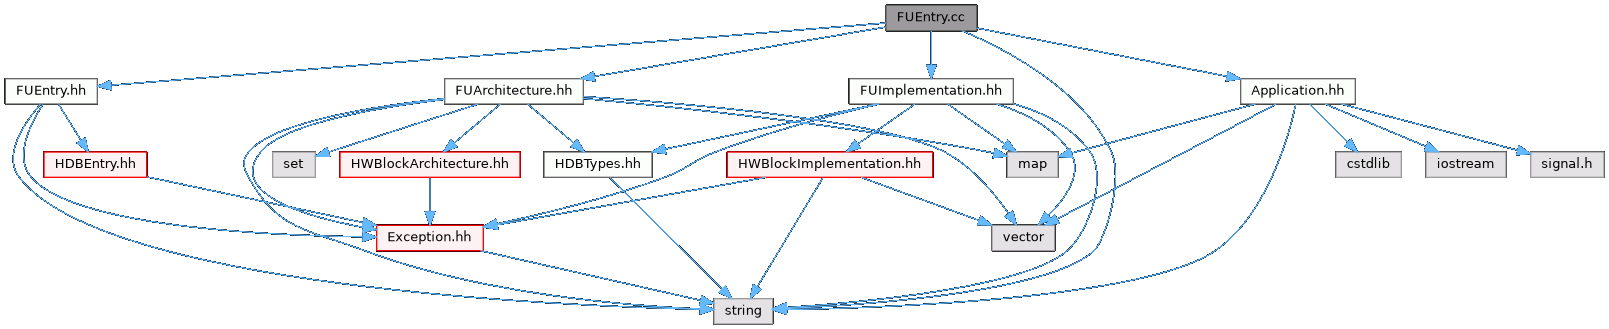 FUEntry.cc
FUEntry.hh
FUArchitecture.hh
FUImplementation.hh
Application.hh
HDBEntry.hh
set
HWBlockArchitecture.hh
HDBTypes.hh
HWBlockImplementation.hh
map
cstdlib
iostream
signal.h
Exception.hh
vector
string